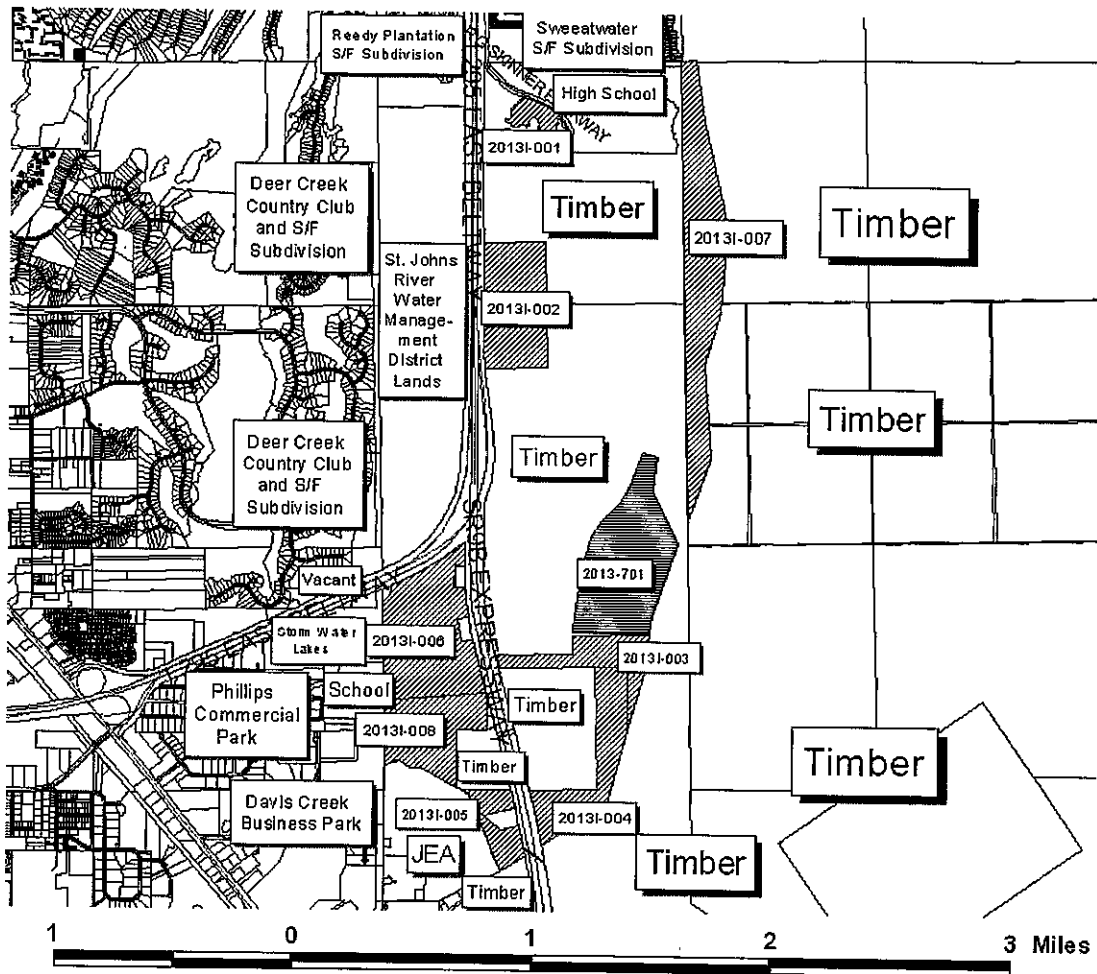 Reedy Plantation
S/F Subdivision
Sweeatwater
S/F Subdivision
High School
2013I-001
Deer Creek
Country Club
and S/F
Subdivision
Timber
Timber
2013I-007
St. Johns
River
Water
Manage-
ment
District
Lands
2013I-002
Timber
Deer Creek
Country Club
and S/F
Subdivision
Timber
Vacant
2013-701
Storm Water
Lakes
2013I-006
2013I-003
School
Phillips
Commercial
Park
Timber
2013I-008
Timber
Timber
Davis Creek
Business Park
2013I-005
2013I-004
JEA
Timber
Timber
1 0 1 2 3 Miles